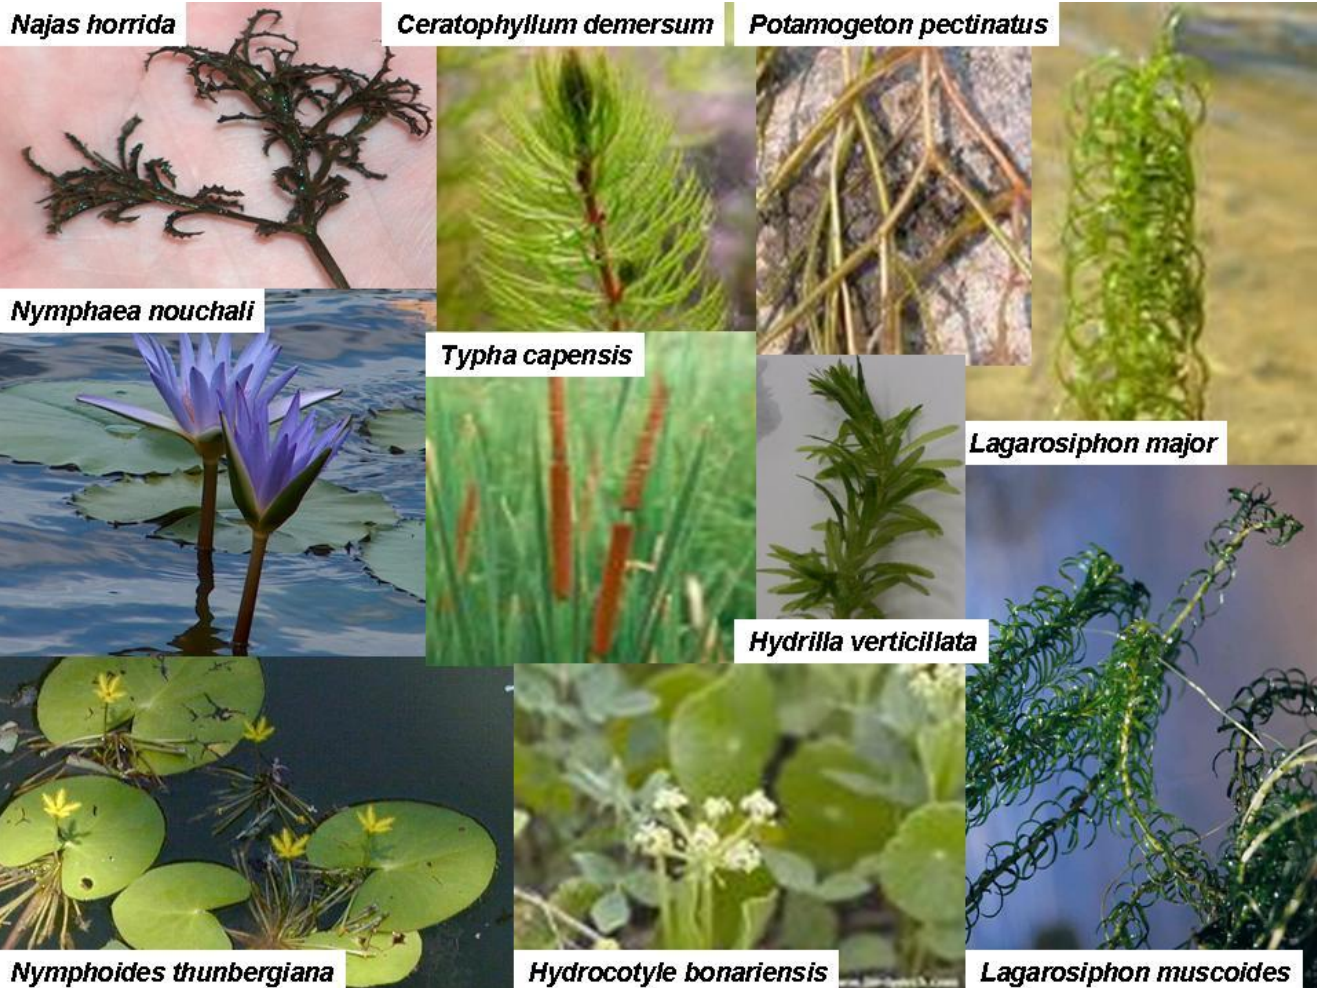 Najas horrida
Ceratophyllum demersum
Potamogeton pectinatus
Nymphaea nouchali
Typha capensis
Lagarosiphon major
Hydrilla verticillata
Nymphoides thunbergiana
Hydrocotyle bonariensis
Lagarosiphon muscoides